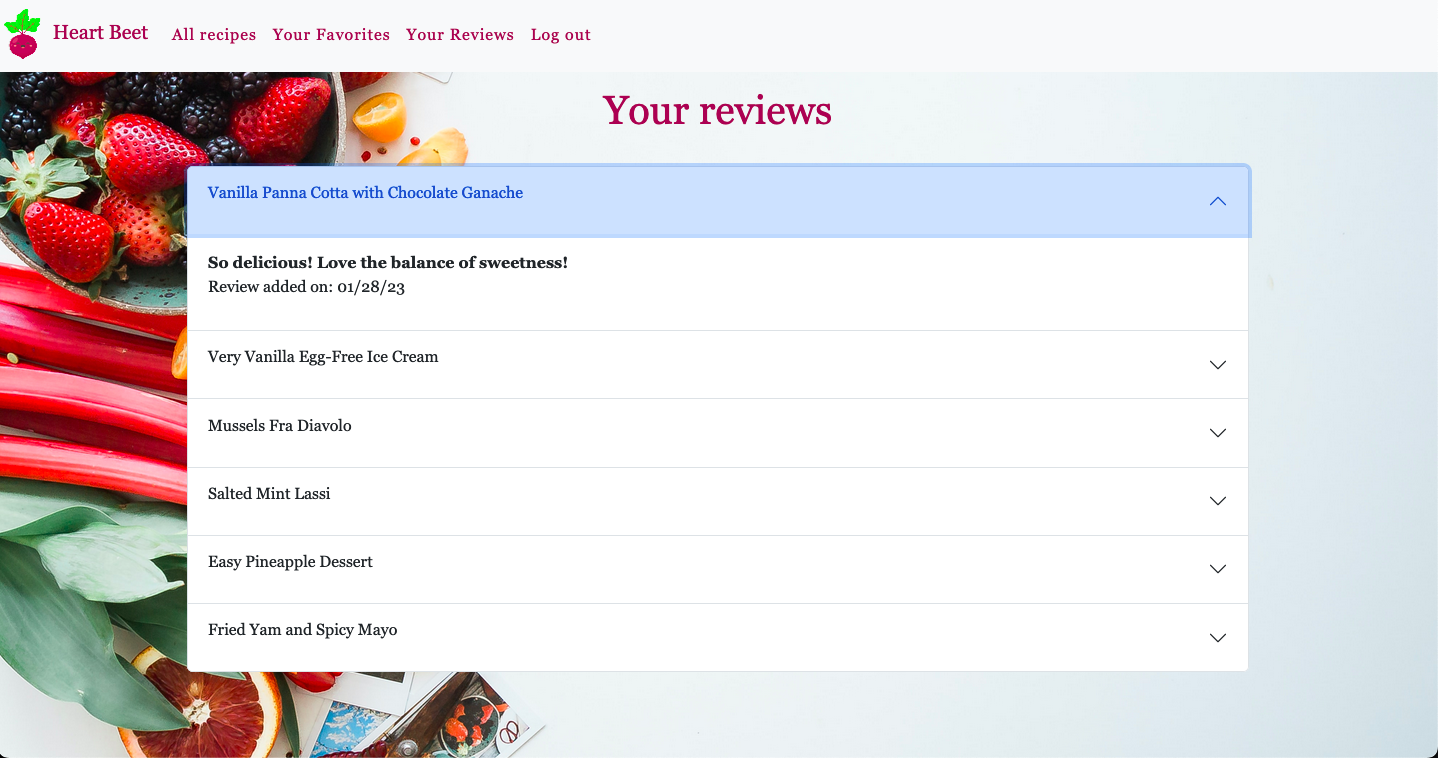 Heart Beet
All recipes
Your Favorites
Your Reviews
Log out
Your reviews
Vanilla Panna Cotta with Chocolate Ganache
So delicious! Love the balance of sweetness!
Review added on: 01/28/23
Very Vanilla Egg-Free Ice Cream
Mussels Fra Diavolo
Salted Mint Lassi
Easy Pineapple Dessert
Fried Yam and Spicy Mayo